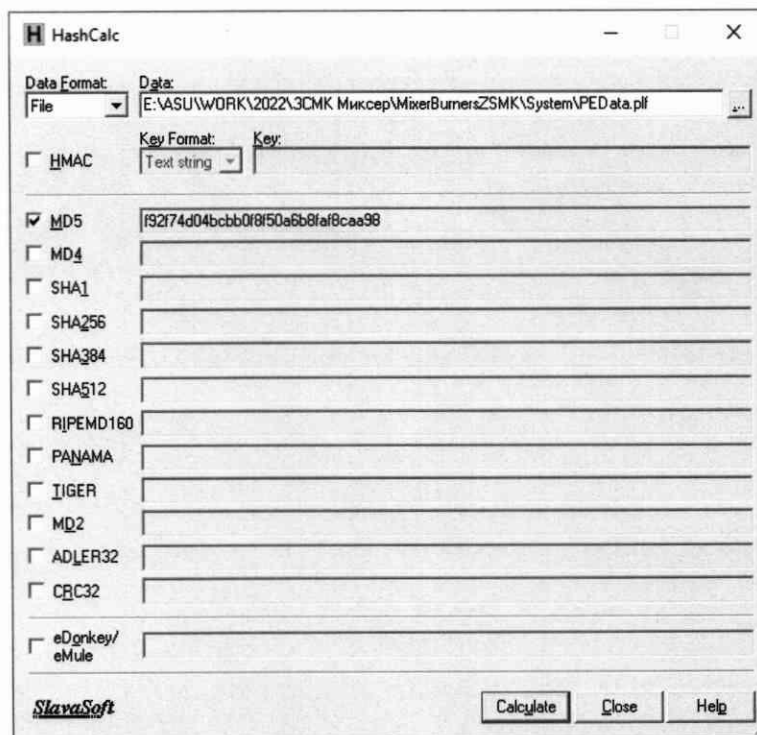 HashCalc
Data Format: Data:
File E:\ASU\WORK\2022\ЗСМК Миксер\MixerBurnersZSMK\System\PEData.plf ...
Key Format: Key:
HMAC Text string
MD5 f92f74d04bcbb0f8f50a6b8faf8caa98
MD4
SHA1
SHA256
SHA384
SHA512
RIPEMD160
PANAMA
TIGER
MD2
ADLER32
CRC32
eDonkey/
eMule
SlavaSoft Calculate Close Help